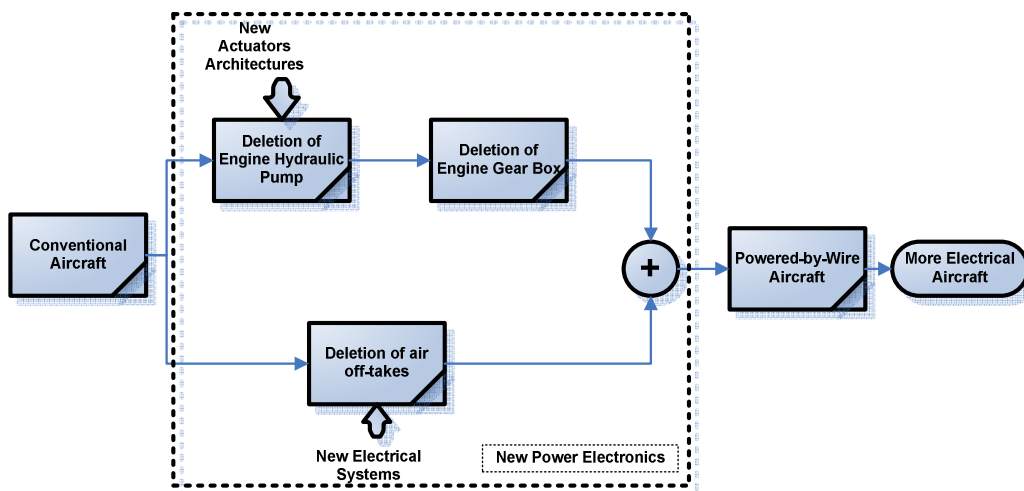 New
Actuators
Architectures
Deletion of
Engine Hydraulic
Pump
Deletion of
Engine Gear Box
Conventional
Aircraft
+
Powered-by-Wire
Aircraft
More Electrical
Aircraft
Deletion of air
off-takes
New Electrical
Systems
New Power Electronics